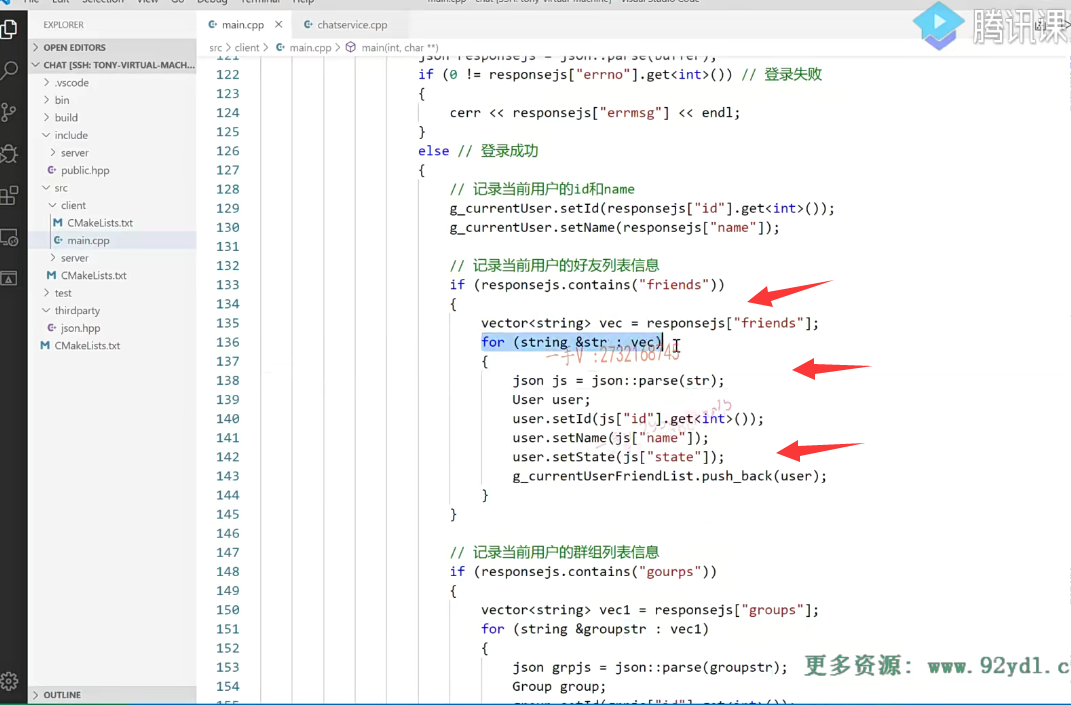 main.cpp - chat [SSH: tony-virtual-machine] - Visual Studio Code
EXPLORER
main.cpp
chatservice.cpp
OPEN EDITORS
src > client > main.cpp > main(int, char **)
CHAT [SSH: TONY-VIRTUAL-MACH...
.vscode
bin
build
include
server
public.hpp
src
client
CMakeLists.txt
main.cpp
server
CMakeLists.txt
test
thirdparty
json.hpp
CMakeLists.txt
OUTLINE
腾讯课
121 json responsejs = json::parse(buffer);
122 if (0 != responsejs["errno"].get<int>()) // 登录失败
123 {
124 cerr << responsejs["errmsg"] << endl;
125 }
126 else // 登录成功
127 {
128 // 记录当前用户的id和name
129 g_currentUser.setId(responsejs["id"].get<int>());
130 g_currentUser.setName(responsejs["name"]);
131
132 // 记录当前用户的好友列表信息
133 if (responsejs.contains("friends"))
134 {
135 vector<string> vec = responsejs["friends"];
136 for (string &str : vec)
一手V :2732168745
137 {
138 json js = json::parse(str);
139 User user;
140 user.setId(js["id"].get<int>());
141 user.setName(js["name"]);
142 user.setState(js["state"]);
143 g_currentUserFriendList.push_back(user);
144 }
145 }
146
147 // 记录当前用户的群组列表信息
148 if (responsejs.contains("gourps"))
149 {
150 vector<string> vec1 = responsejs["groups"];
151 for (string &groupstr : vec1)
152 {
153 json grpjs = json::parse(groupstr);
154 Group group;
155 group.setId(grpjs["id"].get<int>());
更多资源: www.92ydl.c